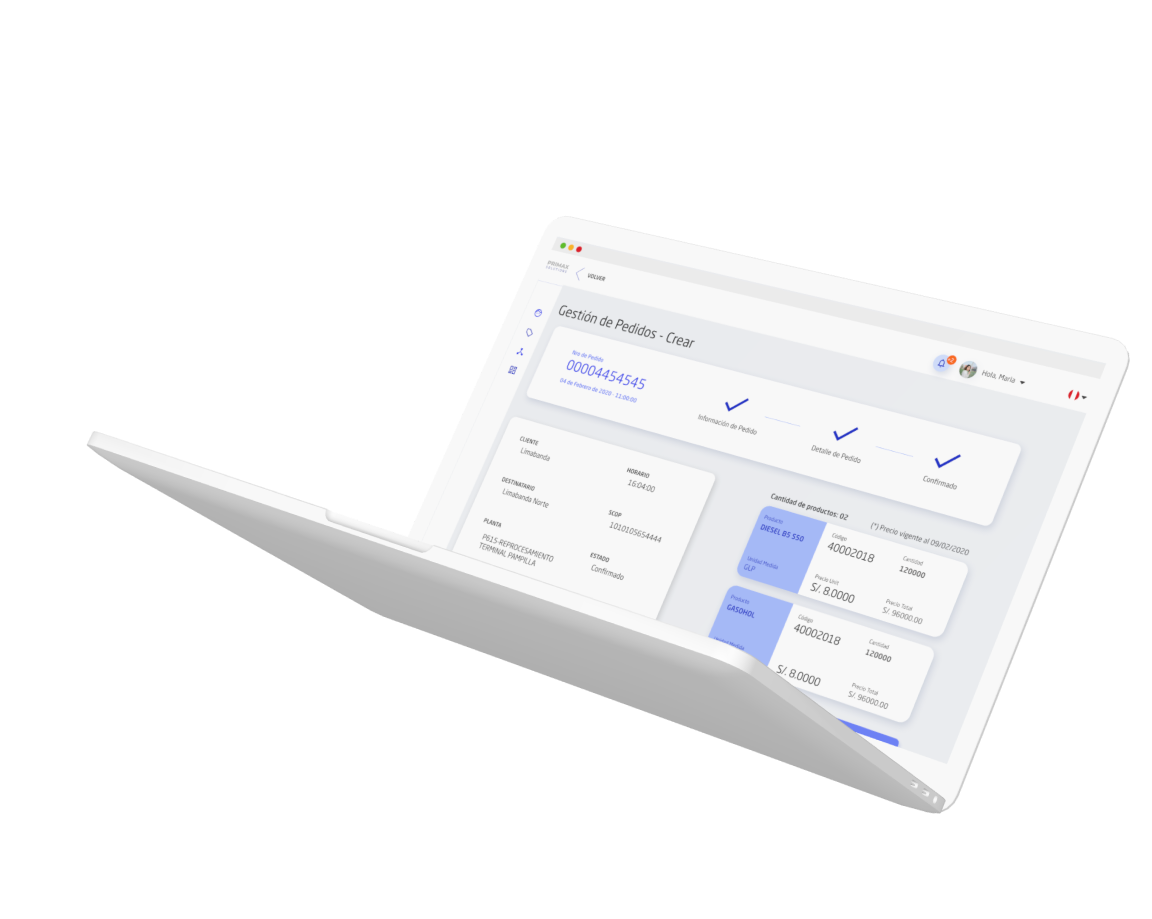 PRIMAX
VOLVER
Hola, Maria
Gestión de Pedidos - Crear
Nro de Pedido
00004454545
04 de Febrero de 2020 - 11:00:00
Información de Pedido
Detalle de Pedido
Confirmado
CLIENTE
Limabanda
HORARIO
16:04:00
DESTINATARIO
Limabanda Norte
SCOP
1010105654444
PLANTA
P615-REPROCESAMIENTO
TERMINAL PAMPILLA
ESTADO
Confirmado
Cantidad de productos: 02
(*) Precio vigente al 09/02/2020
Producto
DIESEL B5 S50
Unidad Medida
GLP
Código
40002018
Cantidad
120000
Precio Unit
S/. 8.0000
Precio Total
S/. 96000.00
Producto
GASOHOL
Unidad Medida
Código
40002018
Cantidad
120000
S/. 8.0000
Precio Total
S/. 96000.00